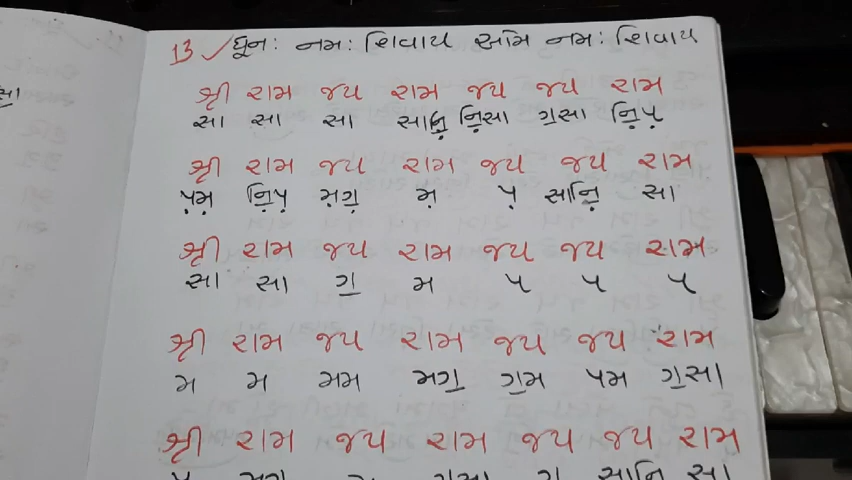 સા
13 ✓ ધૂન: નમ: શિવાય ઓમ નમ: શિવાય
શ્રી રામ જય રામ જય જય રામ
સા સા સા સાનિ̣ નિ̣સા ગ॒સા નિ̣પ̣
શ્રી રામ જય રામ જય જય રામ
પ̣મ̣ નિ̣પ̣ મ̣ગ̣ મ̣ પ̣ સાનિ̣ સા
શ્રી રામ જય રામ જય જય રામ
સા સા ગ॒ મ પ પ પ
શ્રી રામ જય રામ જય જય રામ
મ મ મમ મગ॒ ગ॒મ પમ ગ॒સા
શ્રી રામ જય રામ જય જય રામ
સાનિ સા